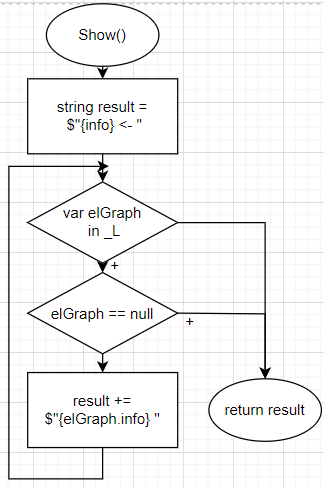 Show()
string result =
$"{info} <- "
var elGraph
in _L
+
elGraph == null
+
result +=
$"{elGraph.info} "
return result